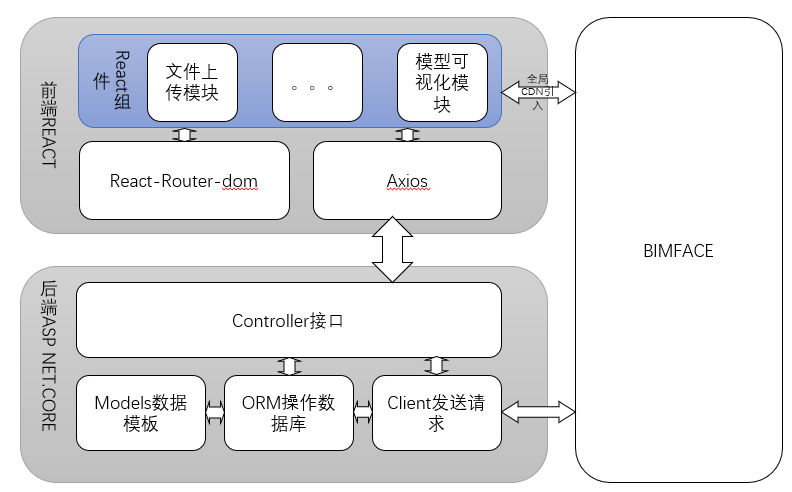 前端REACT
React组
件
文件上
传模块
。。。
模型可
视化模
块
全局
CDN引
入
React-Router-dom
Axios
BIMFACE
后端ASP NET.CORE
Controller接口
Models数据
模板
ORM操作数
据库
Client发送请
求